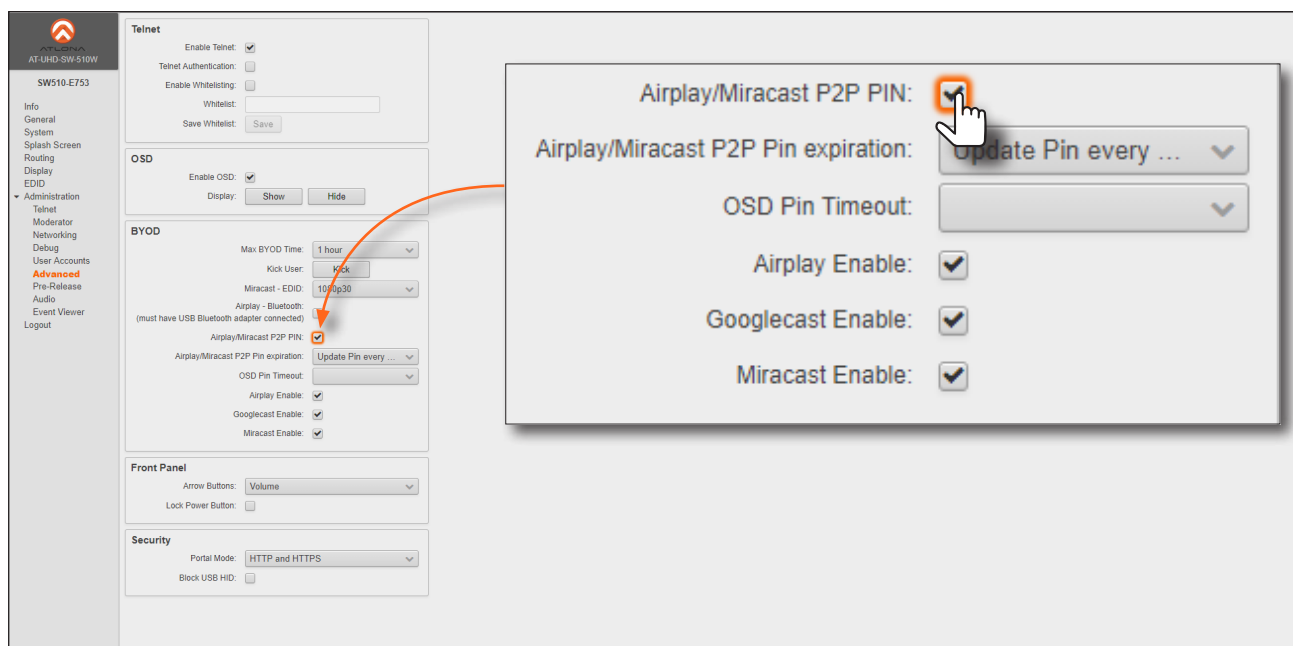 ATLONA
AT-UHD-SW-510W
SW510-E753
Info
General
System
Splash Screen
Routing
Display
EDID
Administration
Telnet
Moderator
Networking
Debug
User Accounts
Advanced
Pre-Release
Audio
Event Viewer
Logout
Telnet
Enable Telnet:
Telnet Authentication:
Enable Whitelisting:
Whitelist:
Save Whitelist: Save
OSD
Enable OSD:
Display: Show Hide
BYOD
Max BYOD Time: 1 hour
Kick User: Kick
Miracast - EDID: 1080p30
Airplay - Bluetooth:
(must have USB Bluetooth adapter connected)
Airplay/Miracast P2P PIN:
Airplay/Miracast P2P Pin expiration: Update Pin every ...
OSD Pin Timeout:
Airplay Enable:
Googlecast Enable:
Miracast Enable:
Front Panel
Arrow Buttons: Volume
Lock Power Button:
Security
Portal Mode: HTTP and HTTPS
Block USB HID:
Airplay/Miracast P2P PIN:
Airplay/Miracast P2P Pin expiration: Update Pin every ...
OSD Pin Timeout:
Airplay Enable:
Googlecast Enable:
Miracast Enable: